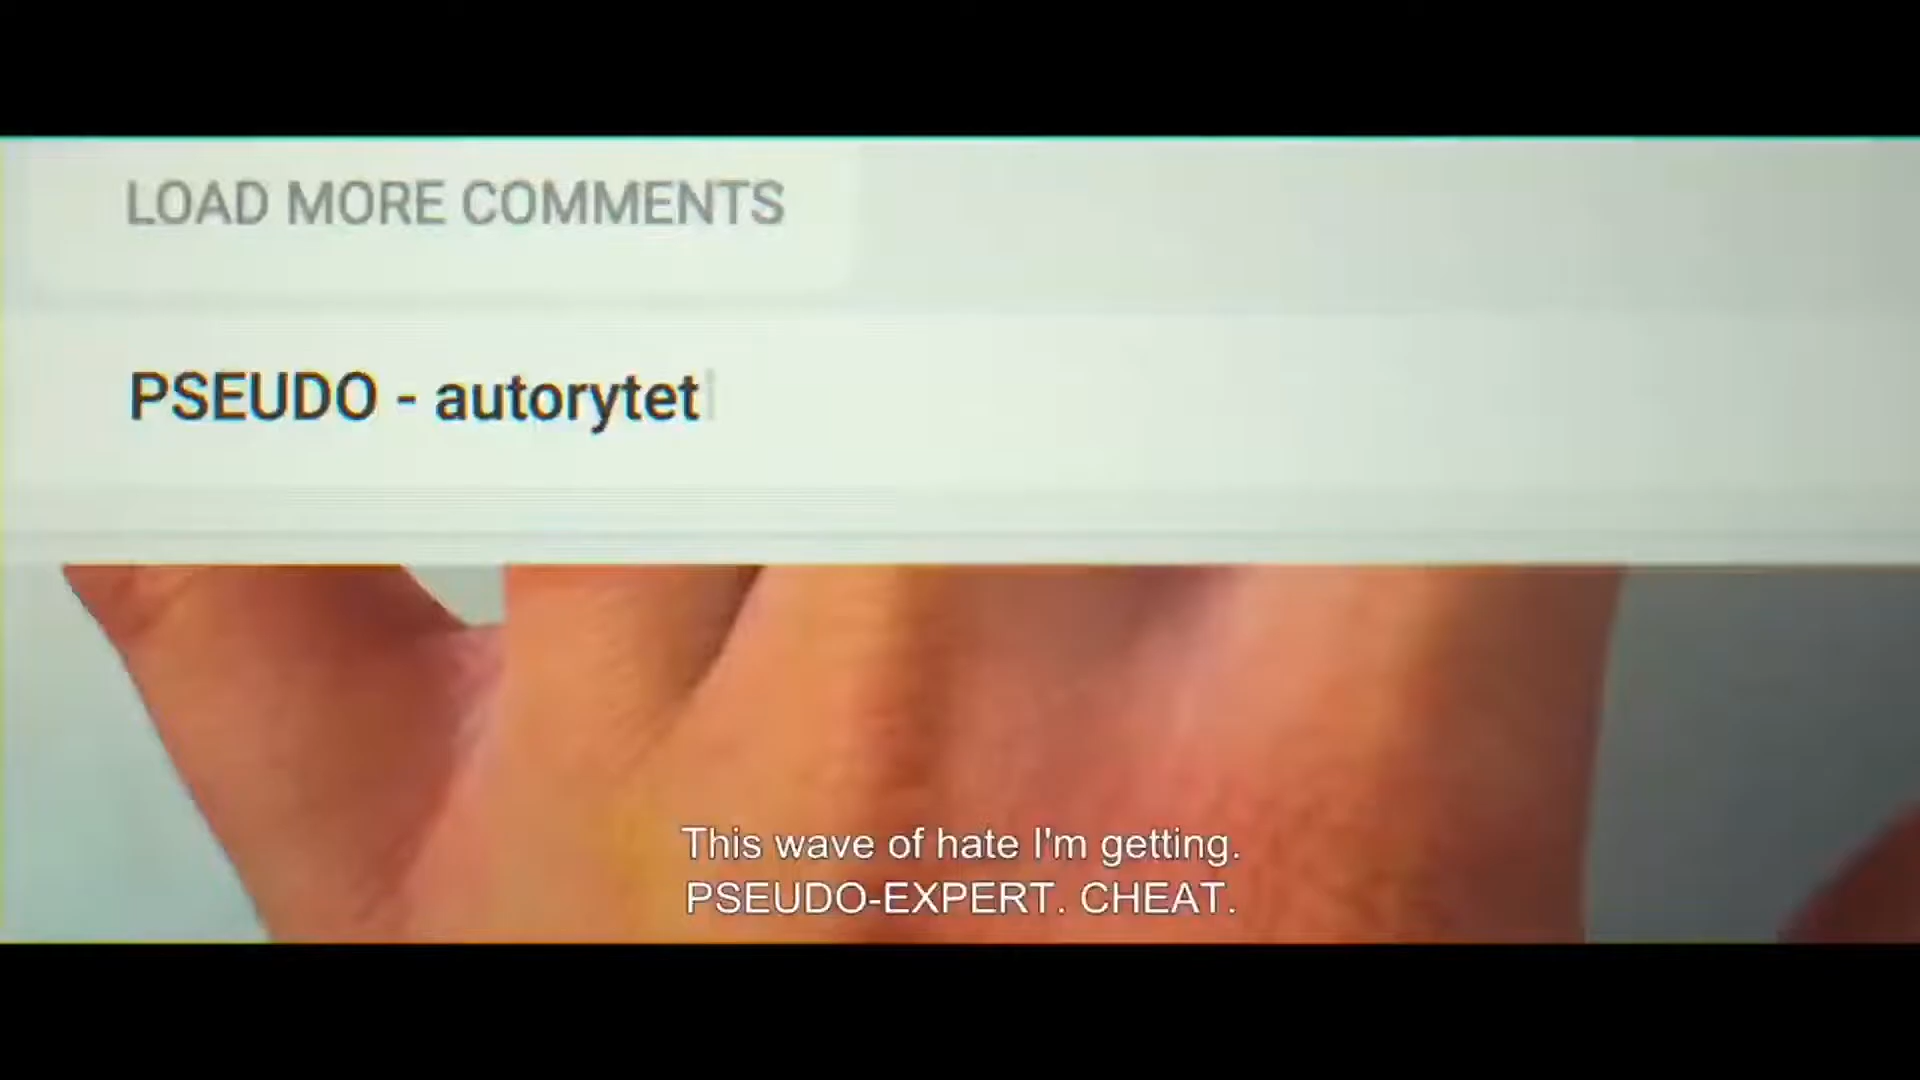 LOAD MORE COMMENTS
PSEUDO - autorytet
This wave of hate I'm getting.
PSEUDO-EXPERT. CHEAT.